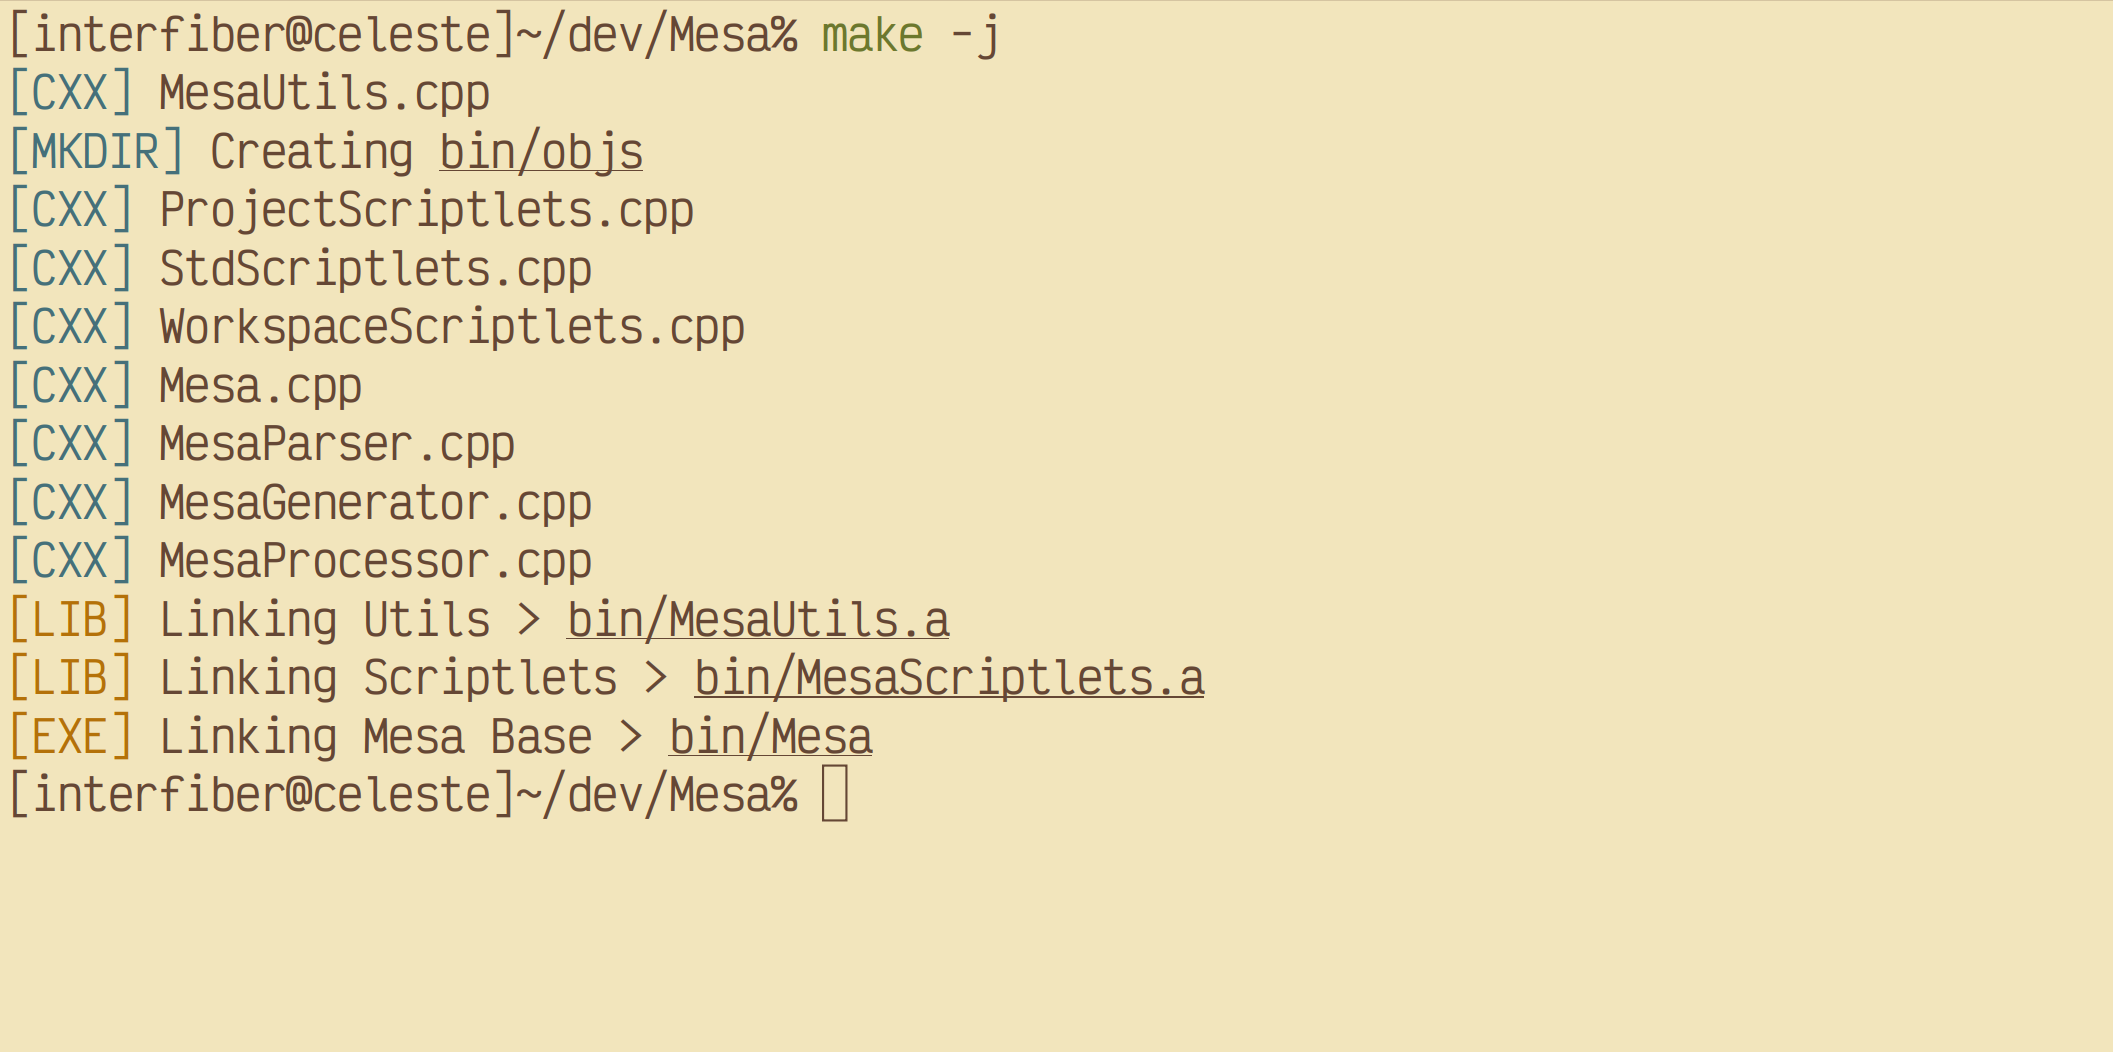 [interfiber@celeste]~/dev/Mesa% make -j
[CXX] MesaUtils.cpp
[MKDIR] Creating bin/objs
[CXX] ProjectScriptlets.cpp
[CXX] StdScriptlets.cpp
[CXX] WorkspaceScriptlets.cpp
[CXX] Mesa.cpp
[CXX] MesaParser.cpp
[CXX] MesaGenerator.cpp
[CXX] MesaProcessor.cpp
[LIB] Linking Utils > bin/MesaUtils.a
[LIB] Linking Scriptlets > bin/MesaScriptlets.a
[EXE] Linking Mesa Base > bin/Mesa
[interfiber@celeste]~/dev/Mesa%